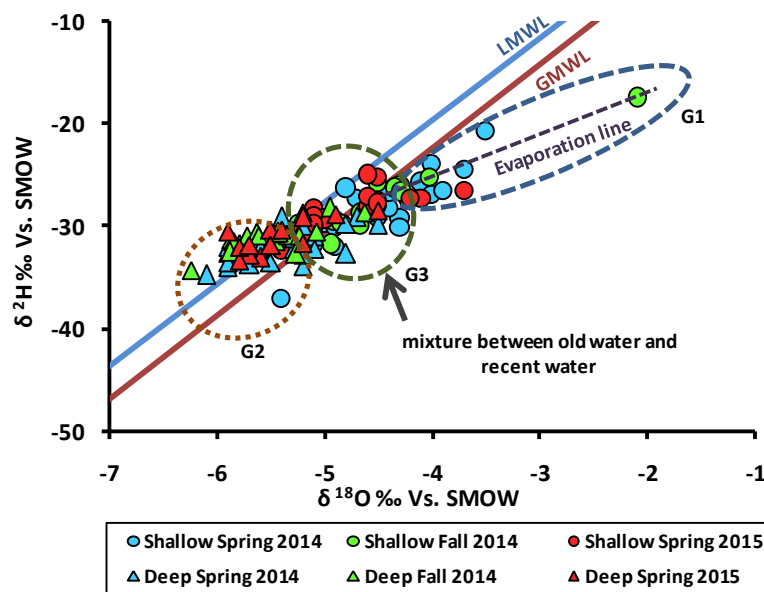 -10
-20
-30
-40
-50
δ ²H ‰ Vs. SMOW
LMWL
GMWL
G1
Evaporation line
G3
G2
mixture between old water and
recent water
-7 -6 -5 -4 -3 -2 -1
δ ¹⁸O ‰ Vs. SMOW
Shallow Spring 2014 Shallow Fall 2014 Shallow Spring 2015
Deep Spring 2014 Deep Fall 2014 Deep Spring 2015